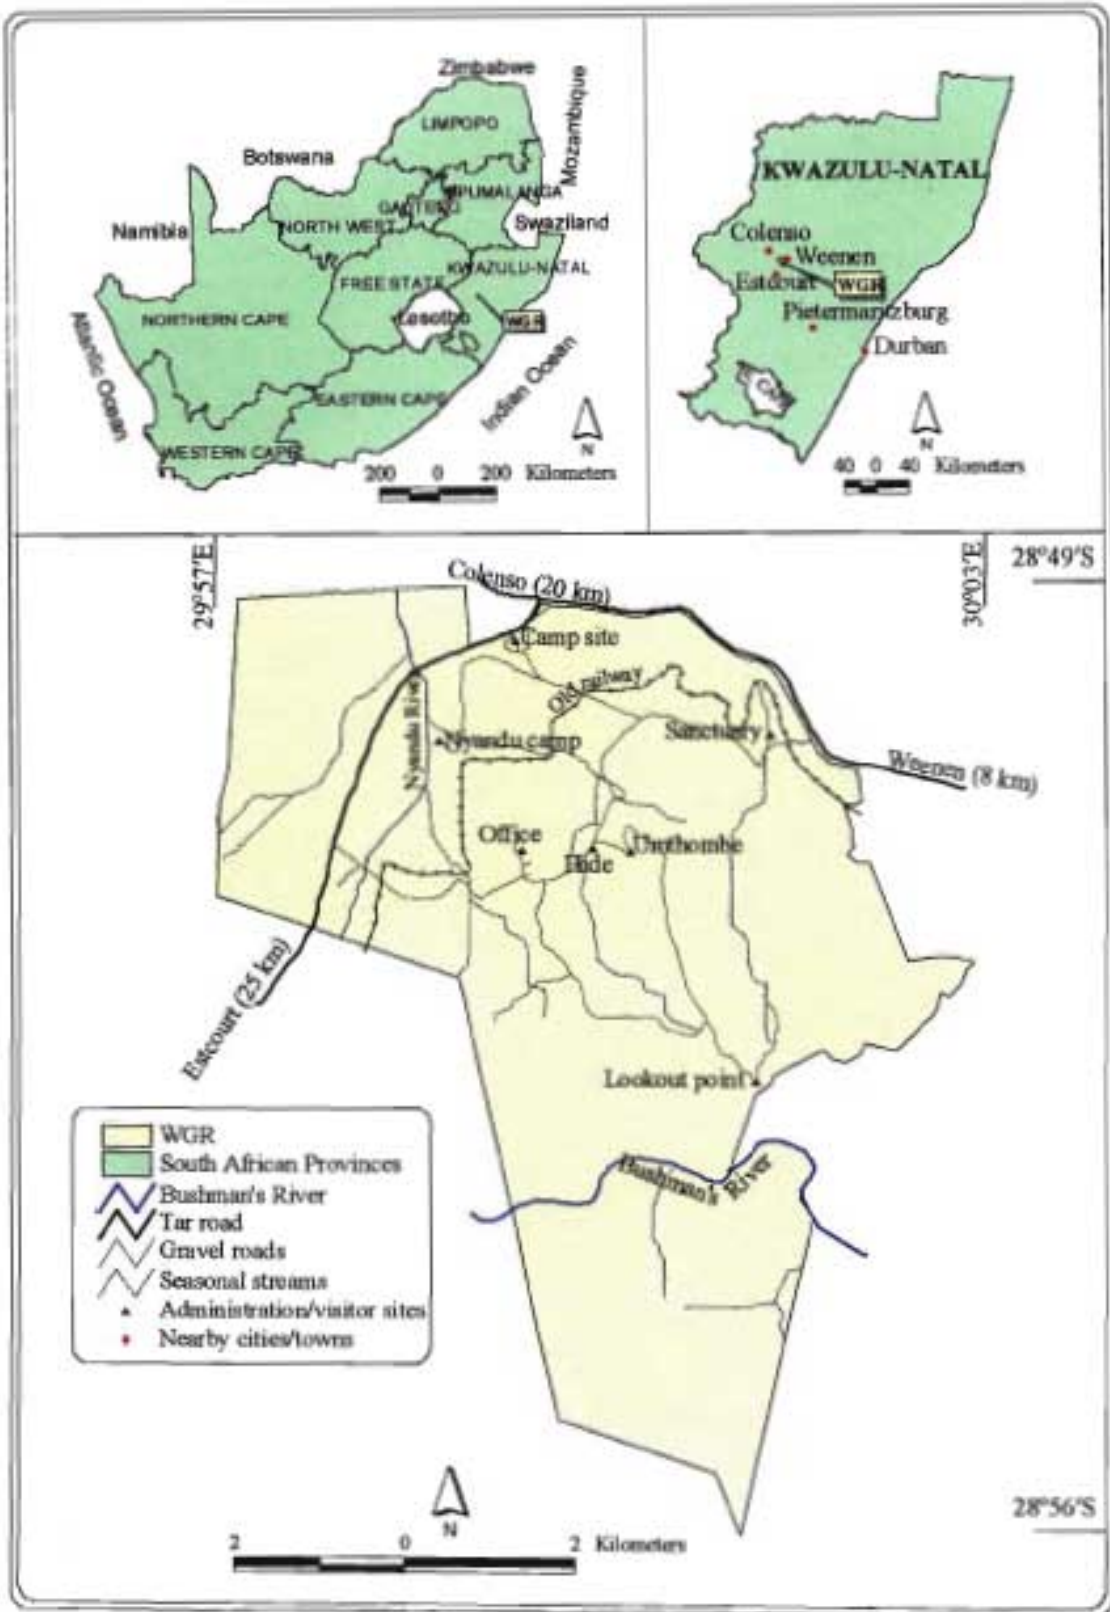 Zimbabwe
Mozambique
LIMPOPO
Botswana
MPUMALANGA
GAUTENG
NORTH WEST
Namibia
Swaziland
KWAZULU-NATAL
FREE STATE
NORTHERN CAPE
Lesotho
WGR
Atlantic Ocean
Indian Ocean
EASTERN CAPE
WESTERN CAPE
N
200 0 200 Kilometers
KWAZULU-NATAL
Colenso
Weenen
Estcourt
WGR
Pietermaritzburg
Durban
N
40 0 40 Kilometers
29°57'E
30°03'E
28°49'S
Colenso (20 km)
Camp site
Old railway
Nyandu River
Nyandu camp
Sanctuary
Weenen (8 km)
Office
Hide
Umthombe
Estcourt (25 km)
Lookout point
Bushman's River
WGR
South African Provinces
Bushman's River
Tar road
Gravel roads
Seasonal streams
Administration/visitor sites
Nearby cities/towns
28°56'S
N
2 0 2 Kilometers